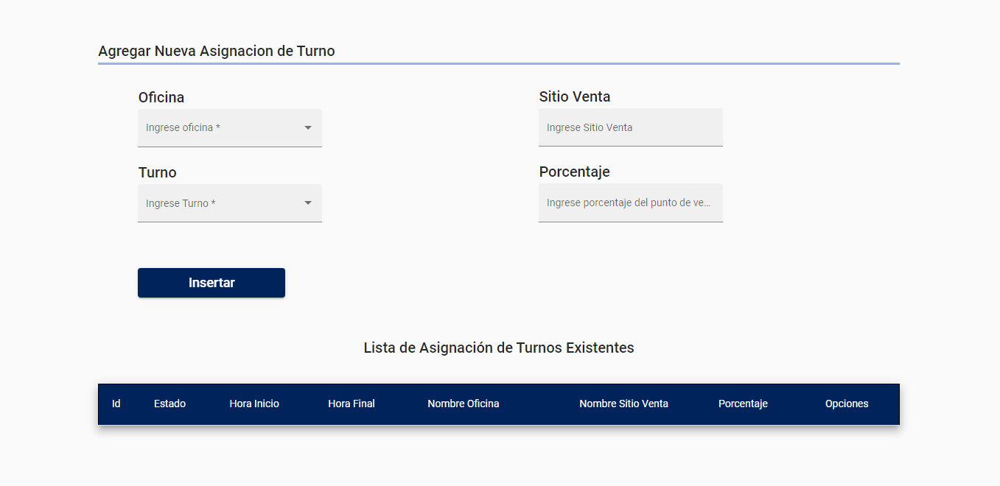 Agregar Nueva Asignacion de Turno
Oficina
Ingrese oficina *
Sitio Venta
Ingrese Sitio Venta
Turno
Ingrese Turno *
Porcentaje
Ingrese porcentaje del punto de ve...
Insertar
Lista de Asignación de Turnos Existentes
Id Estado Hora Inicio Hora Final Nombre Oficina Nombre Sitio Venta Porcentaje Opciones